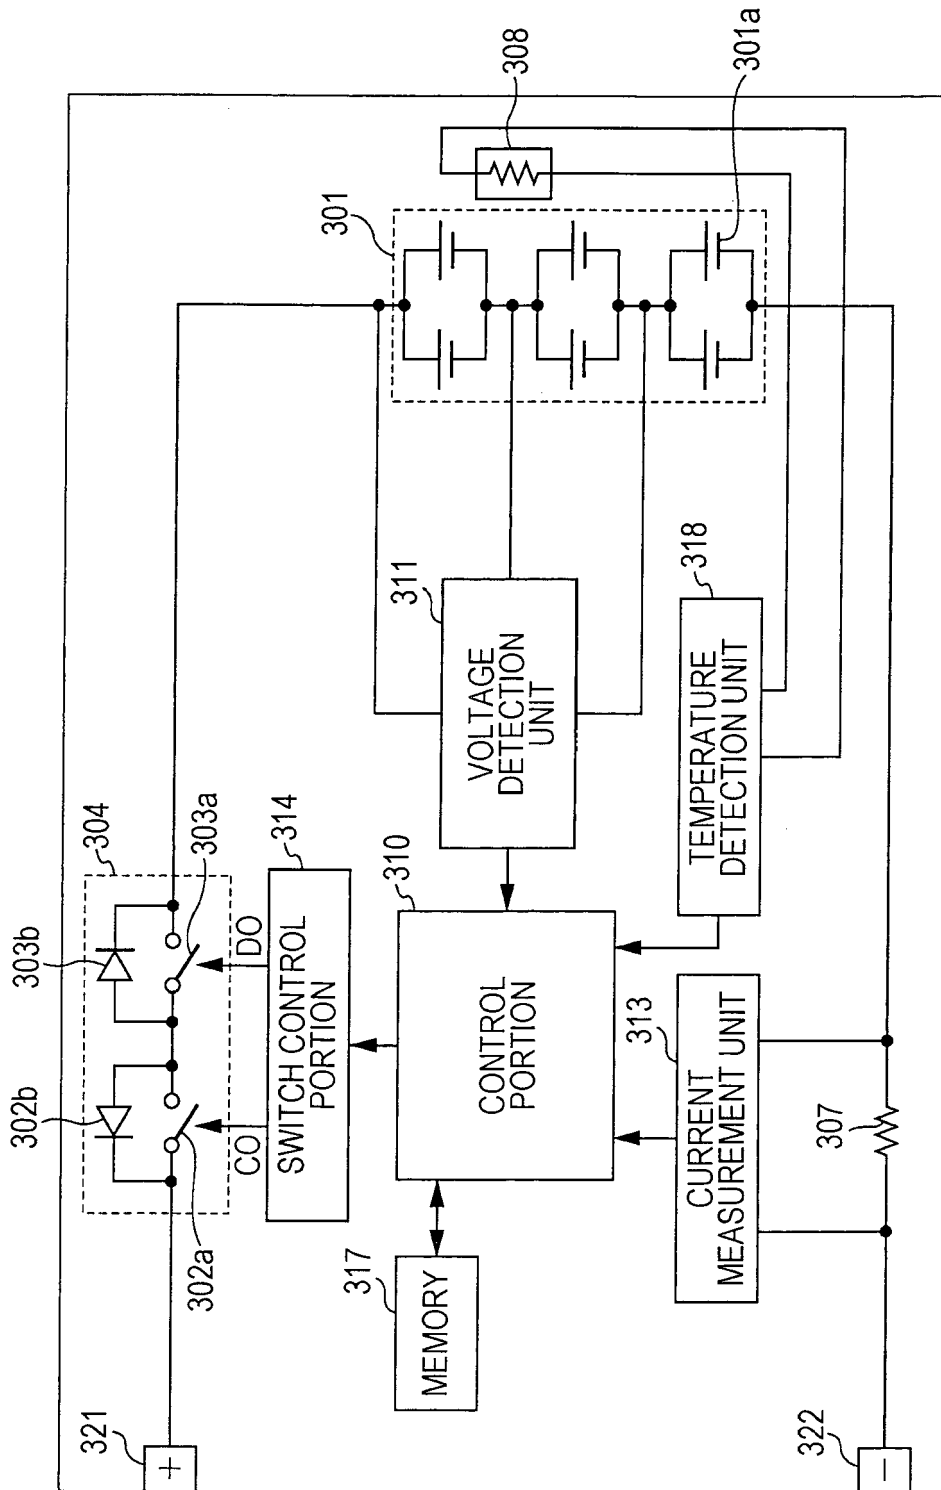 304
303b
302b
303a
302a
314
DO
CO
SWITCH CONTROL
PORTION
321
+
301
308
301a
311
VOLTAGE
DETECTION
UNIT
310
CONTROL
PORTION
317
MEMORY
318
TEMPERATURE
DETECTION UNIT
313
CURRENT
MEASUREMENT UNIT
307
322
−